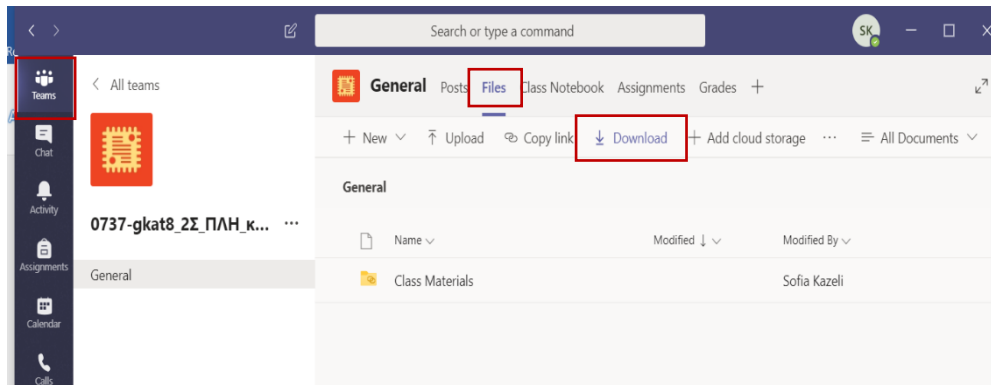 Search or type a command
SK
Teams
Chat
Activity
Assignments
Calendar
Calls
All teams
0737-gkat8_2Σ_ΠΛΗ_κ... ...
General
General Posts Files Class Notebook Assignments Grades +
+ New Upload Copy link Download + Add cloud storage ... All Documents
General
Name Modified ↓ Modified By
Class Materials Sofia Kazeli